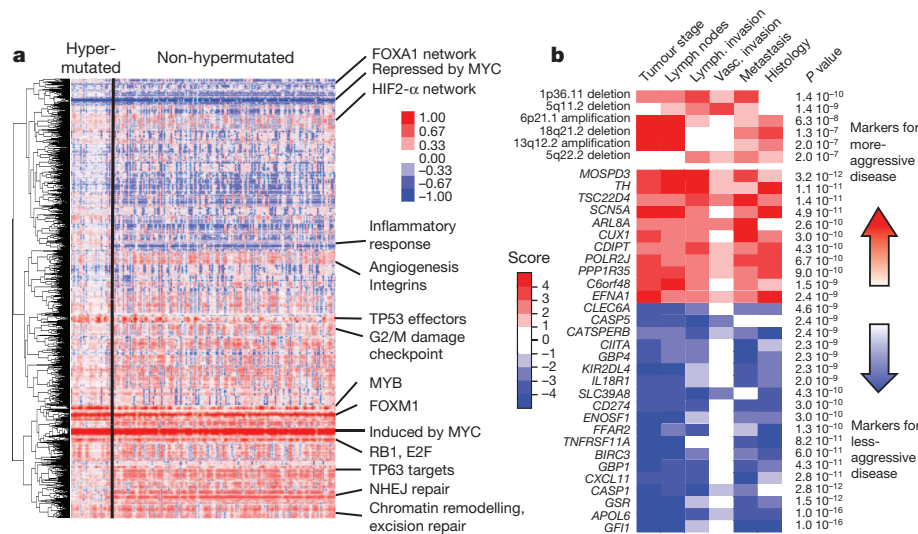 a
Hyper-
mutated
Non-hypermutated
FOXA1 network
Repressed by MYC
HIF2-α network
1.00
0.67
0.33
0.00
−0.33
−0.67
−1.00
Inflammatory
response
Angiogenesis
Integrins
TP53 effectors
G2/M damage
checkpoint
MYB
FOXM1
Induced by MYC
RB1, E2F
TP63 targets
NHEJ repair
Chromatin remodelling,
excision repair
b
Tumour stage
Lymph nodes
Lymph. invasion
Vasc. invasion
Metastasis
Histology
P value
1p36.11 deletion 1.4 10−10
5q11.2 deletion 1.4 10−9
6p21.1 amplification 6.3 10−8
18q21.2 deletion 1.3 10−7
13q12.2 amplification 2.0 10−7
5q22.2 deletion 2.0 10−7
MOSPD3 3.2 10−12
TH 1.1 10−11
TSC22D4 1.4 10−11
SCN5A 4.9 10−11
ARL8A 2.6 10−10
CUX1 3.0 10−10
CDIPT 4.3 10−10
POLR2J 6.7 10−10
PPP1R35 9.0 10−10
C6orf48 1.5 10−9
EFNA1 2.4 10−9
CLEC6A 4.6 10−9
CASP5 2.4 10−9
CATSPERB 2.4 10−9
CIITA 2.3 10−9
GBP4 2.3 10−9
KIR2DL4 2.3 10−9
IL18R1 2.0 10−9
SLC39A8 4.3 10−10
CD274 3.0 10−10
ENOSF1 3.0 10−10
FFAR2 1.3 10−10
TNFRSF11A 8.2 10−11
BIRC3 6.0 10−11
GBP1 4.3 10−11
CXCL11 2.8 10−11
CASP1 2.8 10−12
GSR 1.5 10−12
APOL6 1.0 10−16
GFI1 1.0 10−16
Score
4
3
2
1
0
−1
−2
−3
−4
Markers for
more-
aggressive
disease
Markers for
less-
aggressive
disease